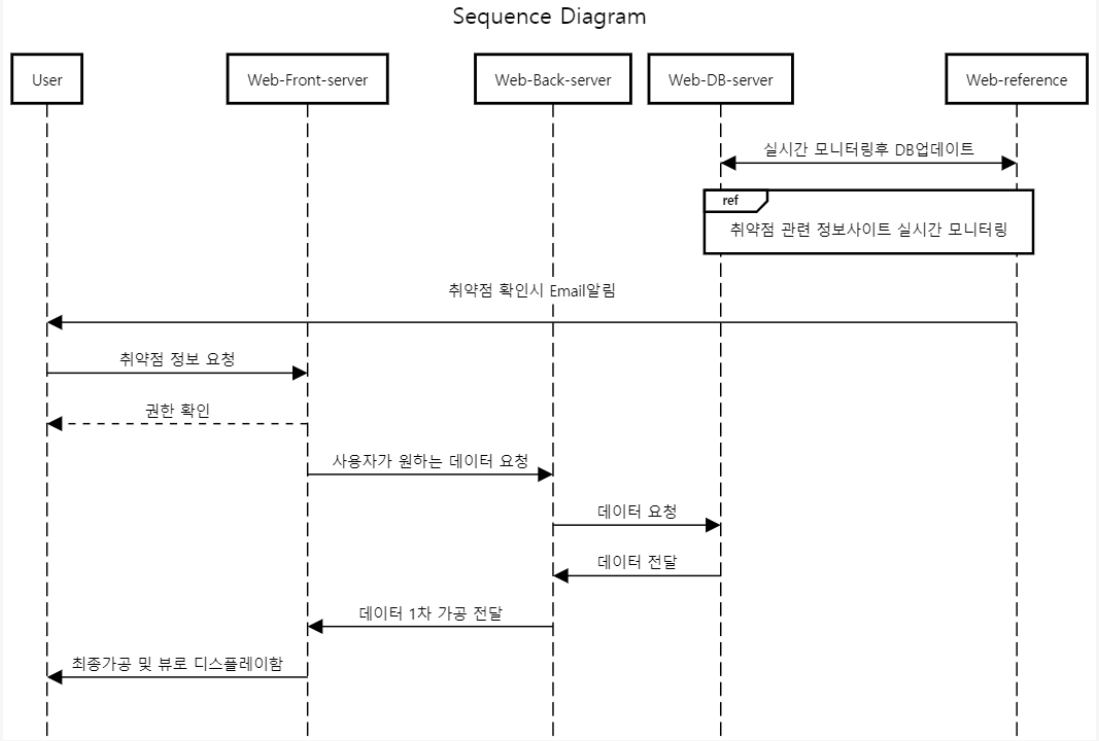 Sequence Diagram
User
Web-Front-server
Web-Back-server
Web-DB-server
Web-reference
실시간 모니터링후 DB업데이트
ref
취약점 관련 정보사이트 실시간 모니터링
취약점 확인시 Email알림
취약점 정보 요청
권한 확인
사용자가 원하는 데이터 요청
데이터 요청
데이터 전달
데이터 1차 가공 전달
최종가공 및 뷰로 디스플레이함